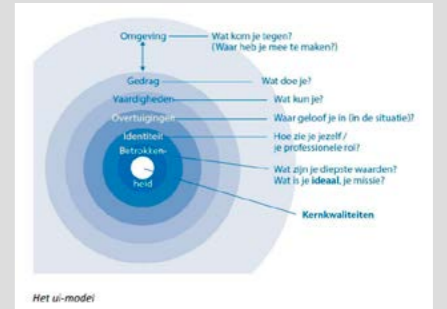 Omgeving
Wat kom je tegen?
(Waar heb je mee te maken?)
Gedrag
Wat doe je?
Vaardigheden
Wat kun je?
Overtuigingen
Waar geloof je in (in de situatie)?
Identiteit
Hoe zie je jezelf /
je professionele rol?
Betrokken-
heid
Wat zijn je diepste waarden?
Wat is je ideaal, je missie?
Kernkwaliteiten
Het ui-model